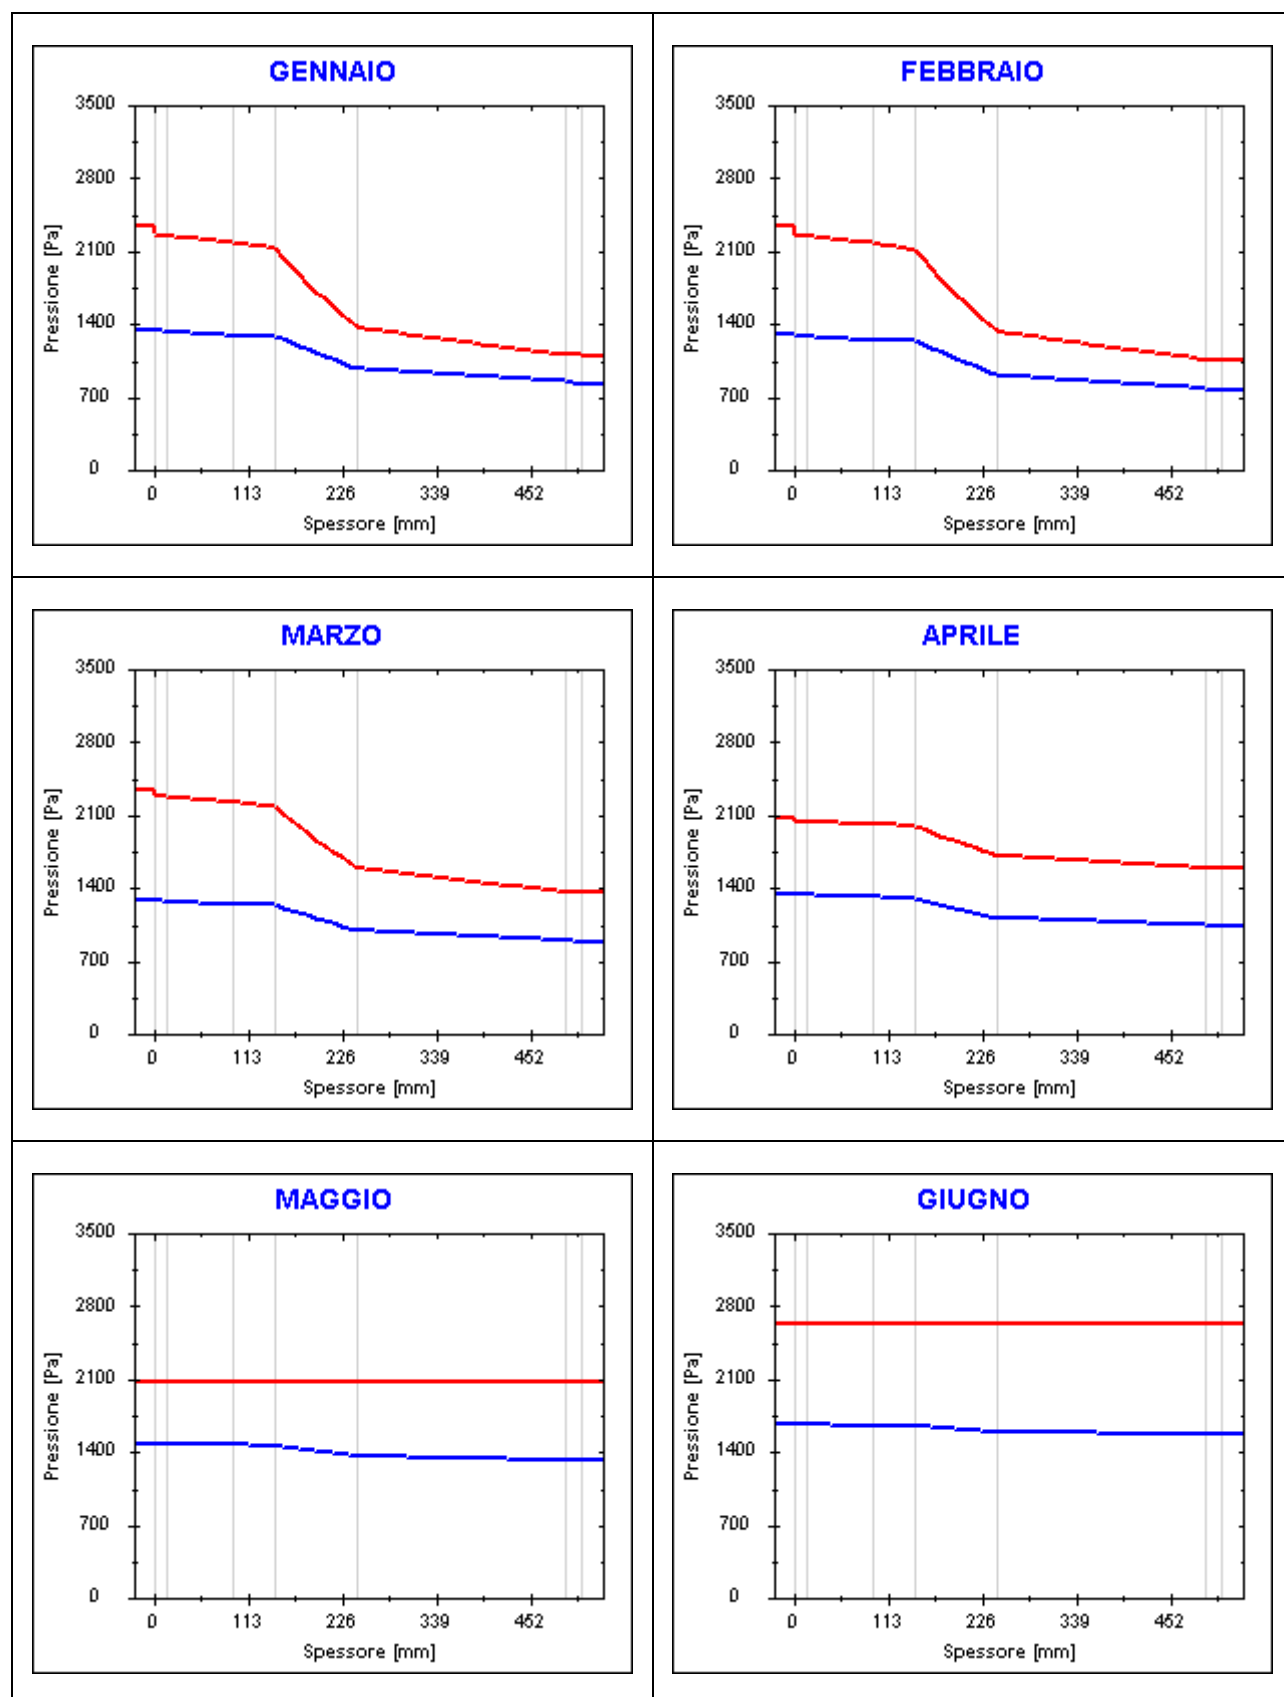 GENNAIO
3500
2800
2100
1400
700
0
Pressione [Pa]
0 113 226 339 452
Spessore [mm]
FEBBRAIO
3500
2800
2100
1400
700
0
Pressione [Pa]
0 113 226 339 452
Spessore [mm]
MARZO
3500
2800
2100
1400
700
0
Pressione [Pa]
0 113 226 339 452
Spessore [mm]
APRILE
3500
2800
2100
1400
700
0
Pressione [Pa]
0 113 226 339 452
Spessore [mm]
MAGGIO
3500
2800
2100
1400
700
0
Pressione [Pa]
0 113 226 339 452
Spessore [mm]
GIUGNO
3500
2800
2100
1400
700
0
Pressione [Pa]
0 113 226 339 452
Spessore [mm]